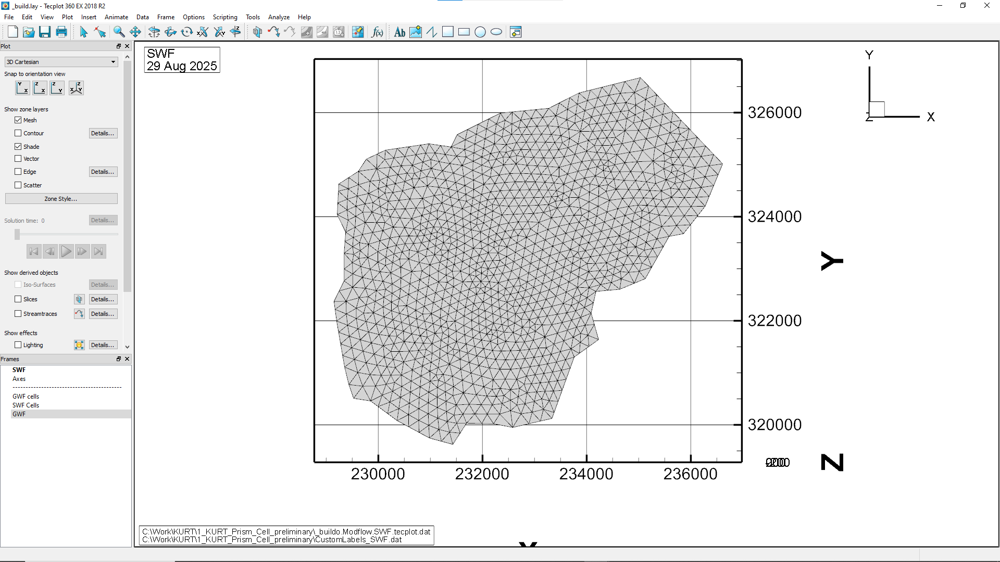 _build.lay - Tecplot 360 EX 2018 R2
File Edit View Plot Insert Animate Data Frame Options Scripting Tools Analyze Help
Ab
f(x)
Plot
3D Cartesian
Snap to orientation view
Y X Z X Z Y Z X Y
Show zone layers
Mesh
Contour Details...
Shade
Vector
Edge Details...
Scatter
Zone Style...
Solution time: 0 Details...
Show derived objects
Iso-Surfaces Details...
Slices Details...
Streamtraces Details...
Show effects
Lighting Details...
Frames
SWF
Axes
GWF cells
SWF Cells
GWF
SWF
29 Aug 2025
Y
X
Z
326000
324000
322000
320000
230000 232000 234000 236000
Y
Z
X
C:\Work\KURT\1_KURT_Prism_Cell_preliminary\_buildo.Modflow.SWF.tecplot.dat
C:\Work\KURT\1_KURT_Prism_Cell_preliminary\CustomLabels_SWF.dat